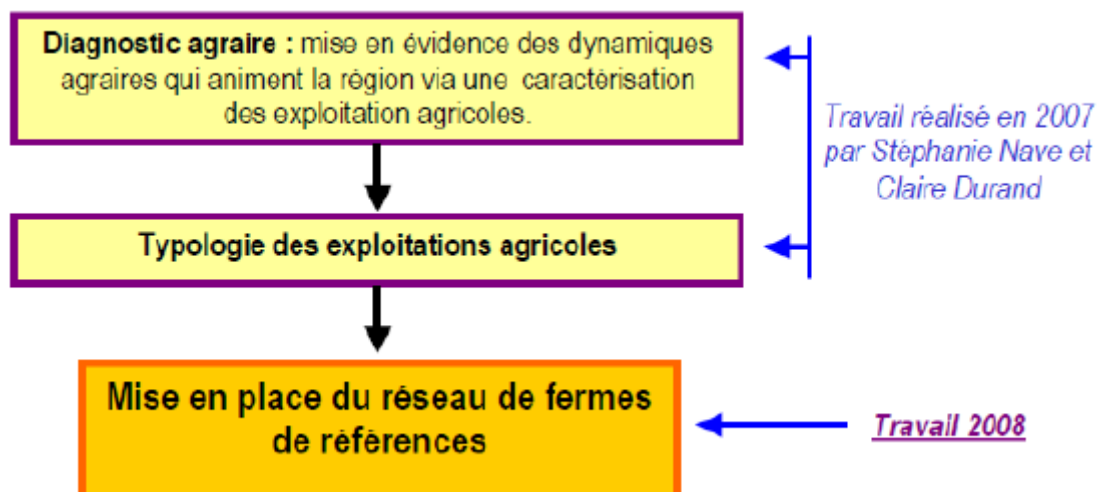 Diagnostic agraire : mise en évidence des dynamiques
agraires qui animent la région via une caractérisation
des exploitation agricoles.
Travail réalisé en 2007
par Stéphanie Nave et
Claire Durand
Typologie des exploitations agricoles
Mise en place du réseau de fermes
de références
Travail 2008